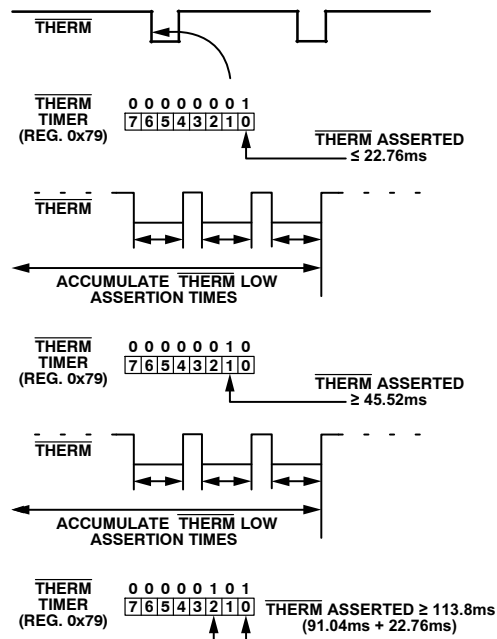 THERM
THERM
TIMER
(REG. 0x79)
0 0 0 0 0 0 0 1
7 6 5 4 3 2 1 0
THERM ASSERTED
≤ 22.76ms
THERM
ACCUMULATE THERM LOW
ASSERTION TIMES
THERM
TIMER
(REG. 0x79)
0 0 0 0 0 0 1 0
7 6 5 4 3 2 1 0
THERM ASSERTED
≥ 45.52ms
THERM
ACCUMULATE THERM LOW
ASSERTION TIMES
THERM
TIMER
(REG. 0x79)
0 0 0 0 0 1 0 1
7 6 5 4 3 2 1 0
THERM ASSERTED ≥ 113.8ms
(91.04ms + 22.76ms)